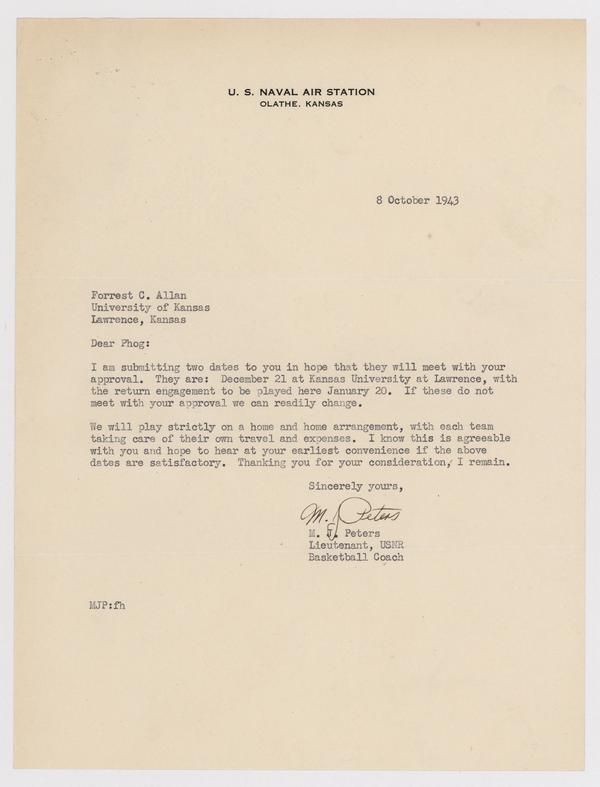 U. S. NAVAL AIR STATION
OLATHE, KANSAS
8 October 1943
Forrest C. Allan
University of Kansas
Lawrence, Kansas
Dear Phog:
I am submitting two dates to you in hope that they will meet with your
approval. They are: December 21 at Kansas University at Lawrence, with
the return engagement to be played here January 20. If these do not
meet with your approval we can readily change.
We will play strictly on a home and home arrangement, with each team
taking care of their own travel and expenses. I know this is agreeable
with you and hope to hear at your earliest convenience if the above
dates are satisfactory. Thanking you for your consideration, I remain.
Sincerely yours,
M. J. Peters
M. J. Peters
Lieutenant, USNR
Basketball Coach
MJP:fh